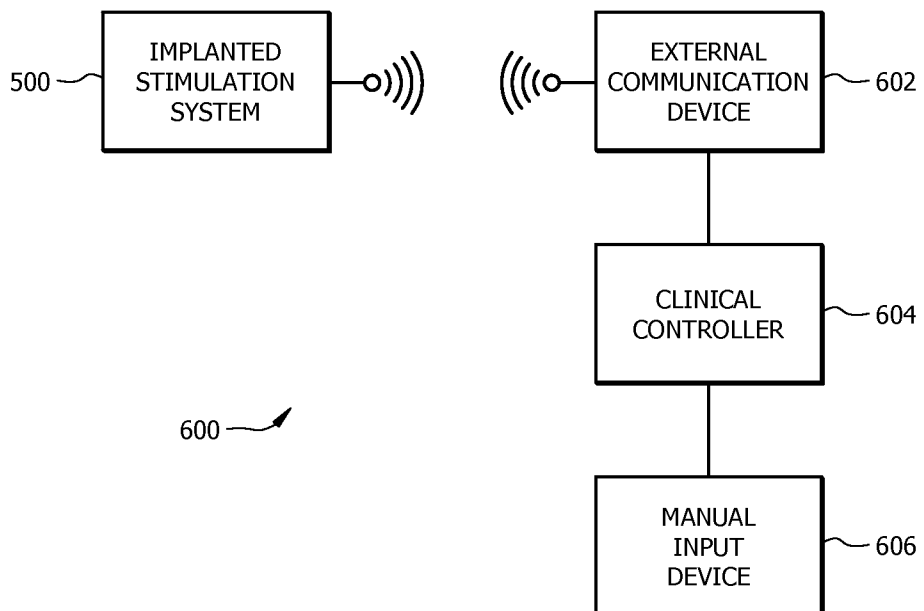 500
IMPLANTED
STIMULATION
SYSTEM
EXTERNAL
COMMUNICATION
DEVICE
602
CLINICAL
CONTROLLER
604
600
MANUAL
INPUT
DEVICE
606